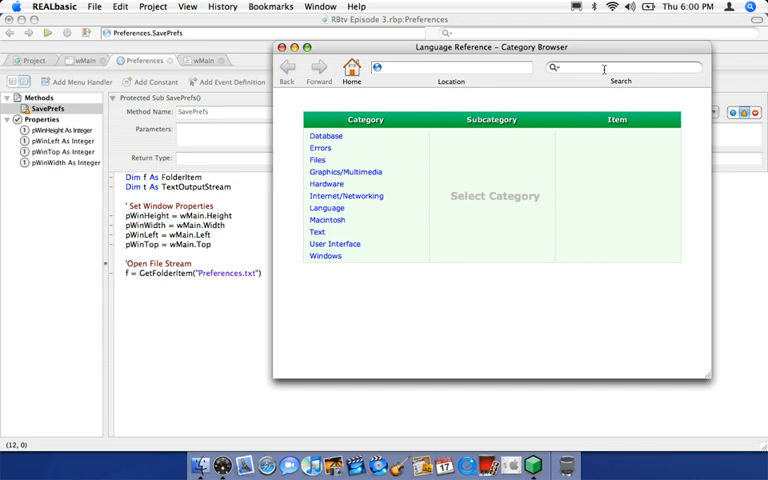 REALbasic File Edit Project View History Bookmarks Window Help Thu 6:00 PM
RBtv Episode 3.rbp:Preferences
Preferences.SavePrefs
Project wMain Preferences wMain
Add Menu Handler Add Constant Add Event Definition
Methods
SavePrefs
Properties
pWinHeight As Integer
pWinLeft As Integer
pWinTop As Integer
pWinWidth As Integer
Protected Sub SavePrefs()
Method Name: SavePrefs
Parameters:
Return Type:
Dim f As FolderItem
Dim t As TextOutputStream
' Set Window Properties
pWinHeight = wMain.Height
pWinWidth = wMain.Width
pWinLeft = wMain.Left
pWinTop = wMain.Top
'Open File Stream
f = GetFolderItem("Preferences.txt")
Language Reference - Category Browser
Back Forward Home Location Search
Category Subcategory Item
Database
Errors
Files
Graphics/Multimedia
Hardware
Internet/Networking
Language
Macintosh
Text
User Interface
Windows
Select Category
(12, 0)
17